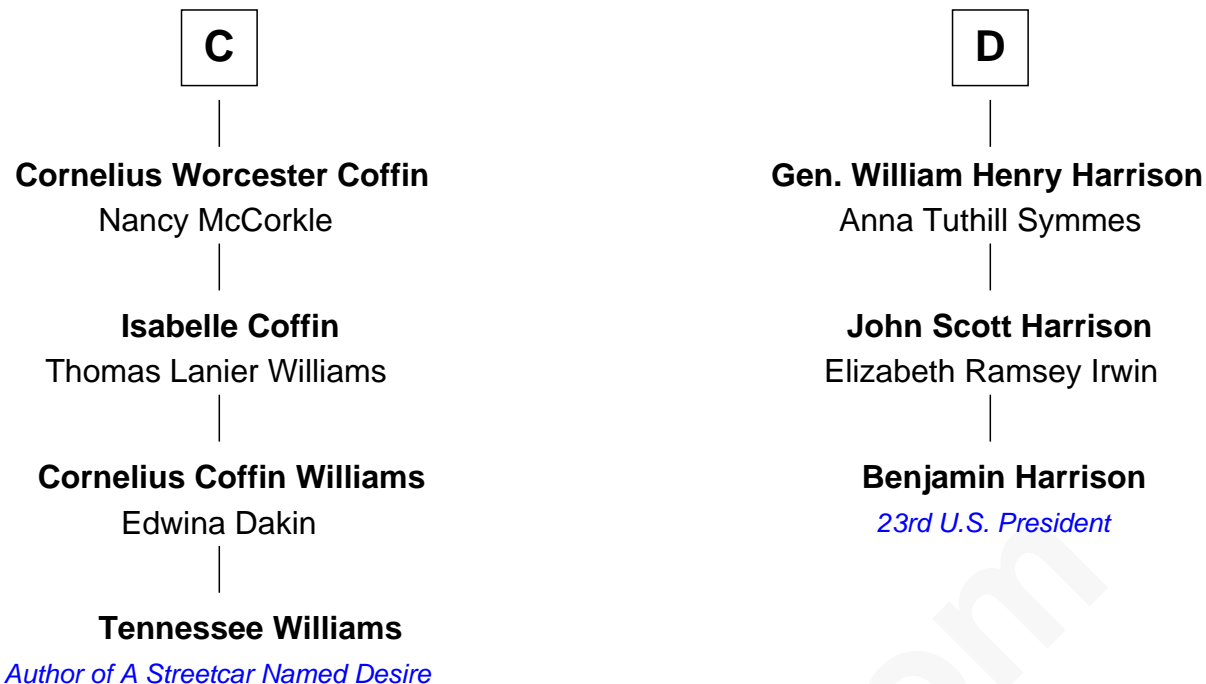 C
Cornelius Worcester Coffin
Nancy McCorkle
Isabelle Coffin
Thomas Lanier Williams
Cornelius Coffin Williams
Edwina Dakin
Tennessee Williams
Author of A Streetcar Named Desire
D
Gen. William Henry Harrison
Anna Tuthill Symmes
John Scott Harrison
Elizabeth Ramsey Irwin
Benjamin Harrison
23rd U.S. President
om